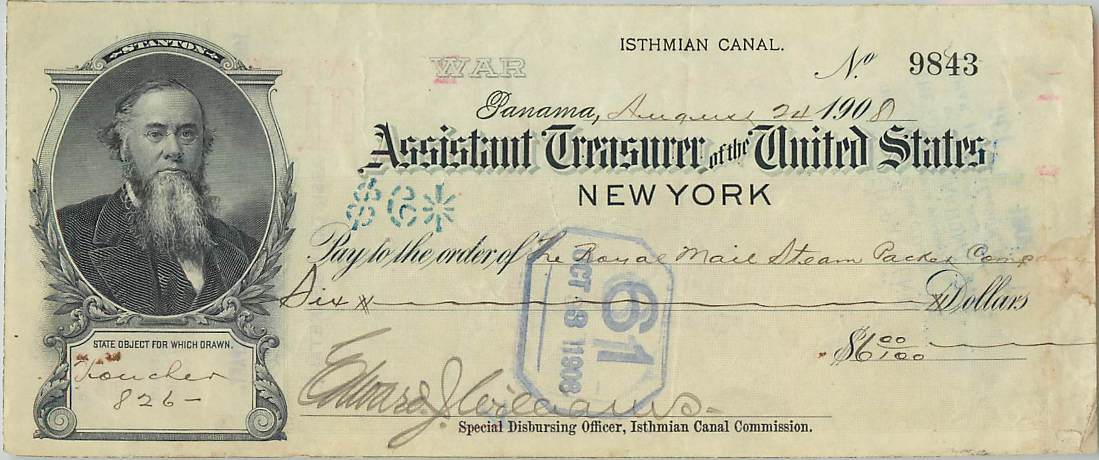 STANTON
ISTHMIAN CANAL.
WAR
No 9843
Panama, August 24 1908
Assistant Treasurer of the United States
NEW YORK
$6*
Pay to the order of The Royal Mail Steam Packet Company
Six x x Dollars
$6 00/100
STATE OBJECT FOR WHICH DRAWN.
Voucher
826-
61
OCT 3 1908
Edward J. Williams.
Special Disbursing Officer, Isthmian Canal Commission.